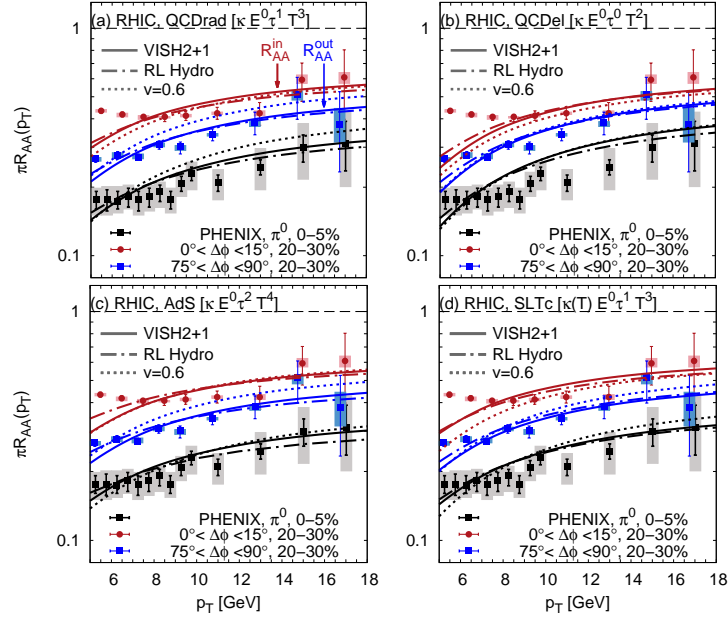 (a) RHIC, QCDrad [κ E⁰τ¹ T³]
VISH2+1
RL Hydro
v=0.6
R_AA^in
R_AA^out
1
0.1
πR_AA(p_T)
PHENIX, π⁰, 0−5%
0°< Δϕ <15°, 20−30%
75°< Δϕ <90°, 20−30%
(b) RHIC, QCDel [κ E⁰τ⁰ T²]
VISH2+1
RL Hydro
v=0.6
1
0.1
PHENIX, π⁰, 0−5%
0°< Δϕ <15°, 20−30%
75°< Δϕ <90°, 20−30%
(c) RHIC, AdS [κ E⁰τ² T⁴]
VISH2+1
RL Hydro
v=0.6
1
0.1
πR_AA(p_T)
PHENIX, π⁰, 0−5%
0°< Δϕ <15°, 20−30%
75°< Δϕ <90°, 20−30%
6 8 10 12 14 16 18
p_T [GeV]
(d) RHIC, SLTc [κ(T) E⁰τ¹ T³]
VISH2+1
RL Hydro
v=0.6
1
0.1
PHENIX, π⁰, 0−5%
0°< Δϕ <15°, 20−30%
75°< Δϕ <90°, 20−30%
6 8 10 12 14 16 18
p_T [GeV]